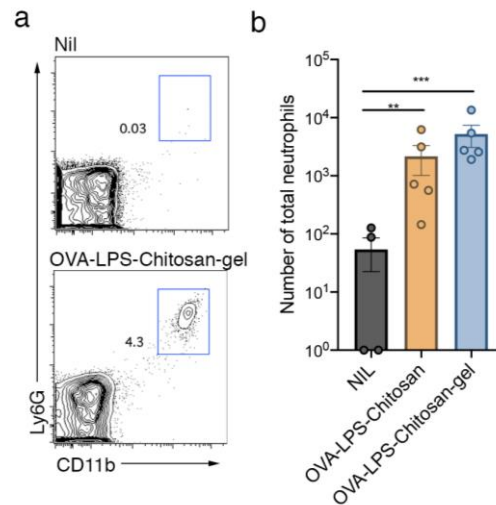 a
Nil
0.03
OVA-LPS-Chitosan-gel
4.3
Ly6G
CD11b
b
Number of total neutrophils
10⁵
10⁴
10³
10²
10¹
10⁰
***
**
NIL
OVA-LPS-Chitosan
OVA-LPS-Chitosan-gel